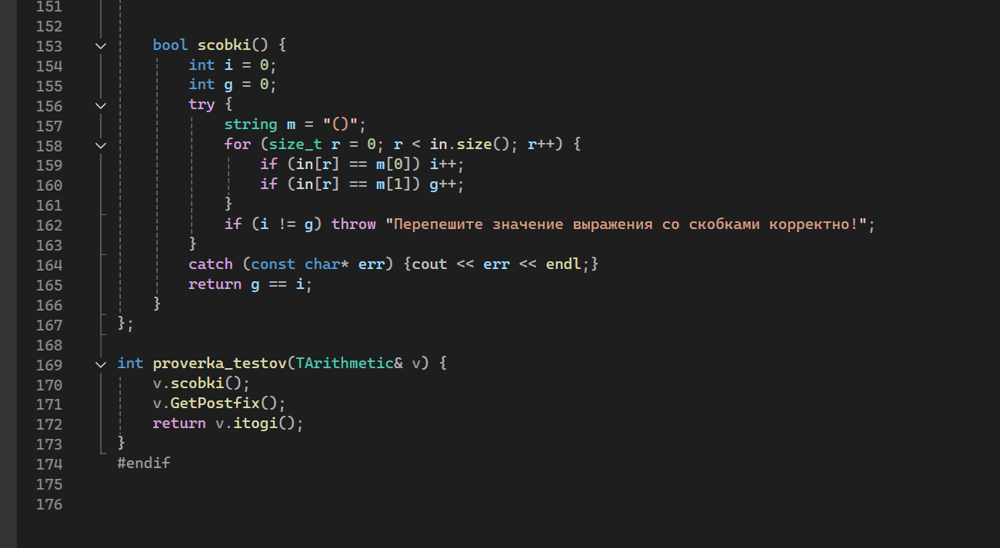 151
152
153 bool scobki() {
154 int i = 0;
155 int g = 0;
156 try {
157 string m = "()";
158 for (size_t r = 0; r < in.size(); r++) {
159 if (in[r] == m[0]) i++;
160 if (in[r] == m[1]) g++;
161 }
162 if (i != g) throw "Перепешите значение выражения со скобками корректно!";
163 }
164 catch (const char* err) {cout << err << endl;}
165 return g == i;
166 }
167 };
168
169 int proverka_testov(TArithmetic& v) {
170 v.scobki();
171 v.GetPostfix();
172 return v.itogi();
173 }
174 #endif
175
176